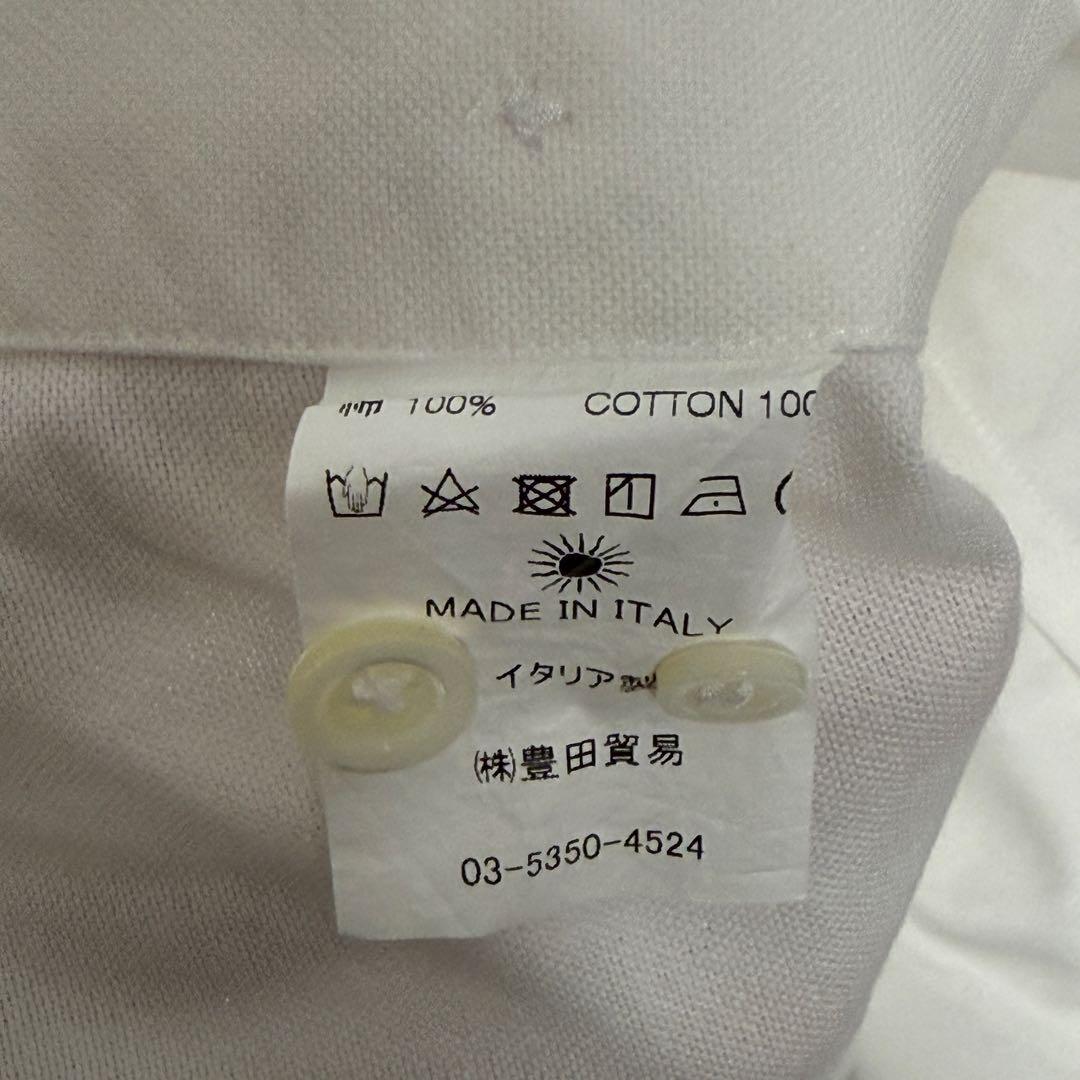 100% COTTON 100
MADE IN ITALY
イタリア製
㈱豊田貿易
03-5350-4524